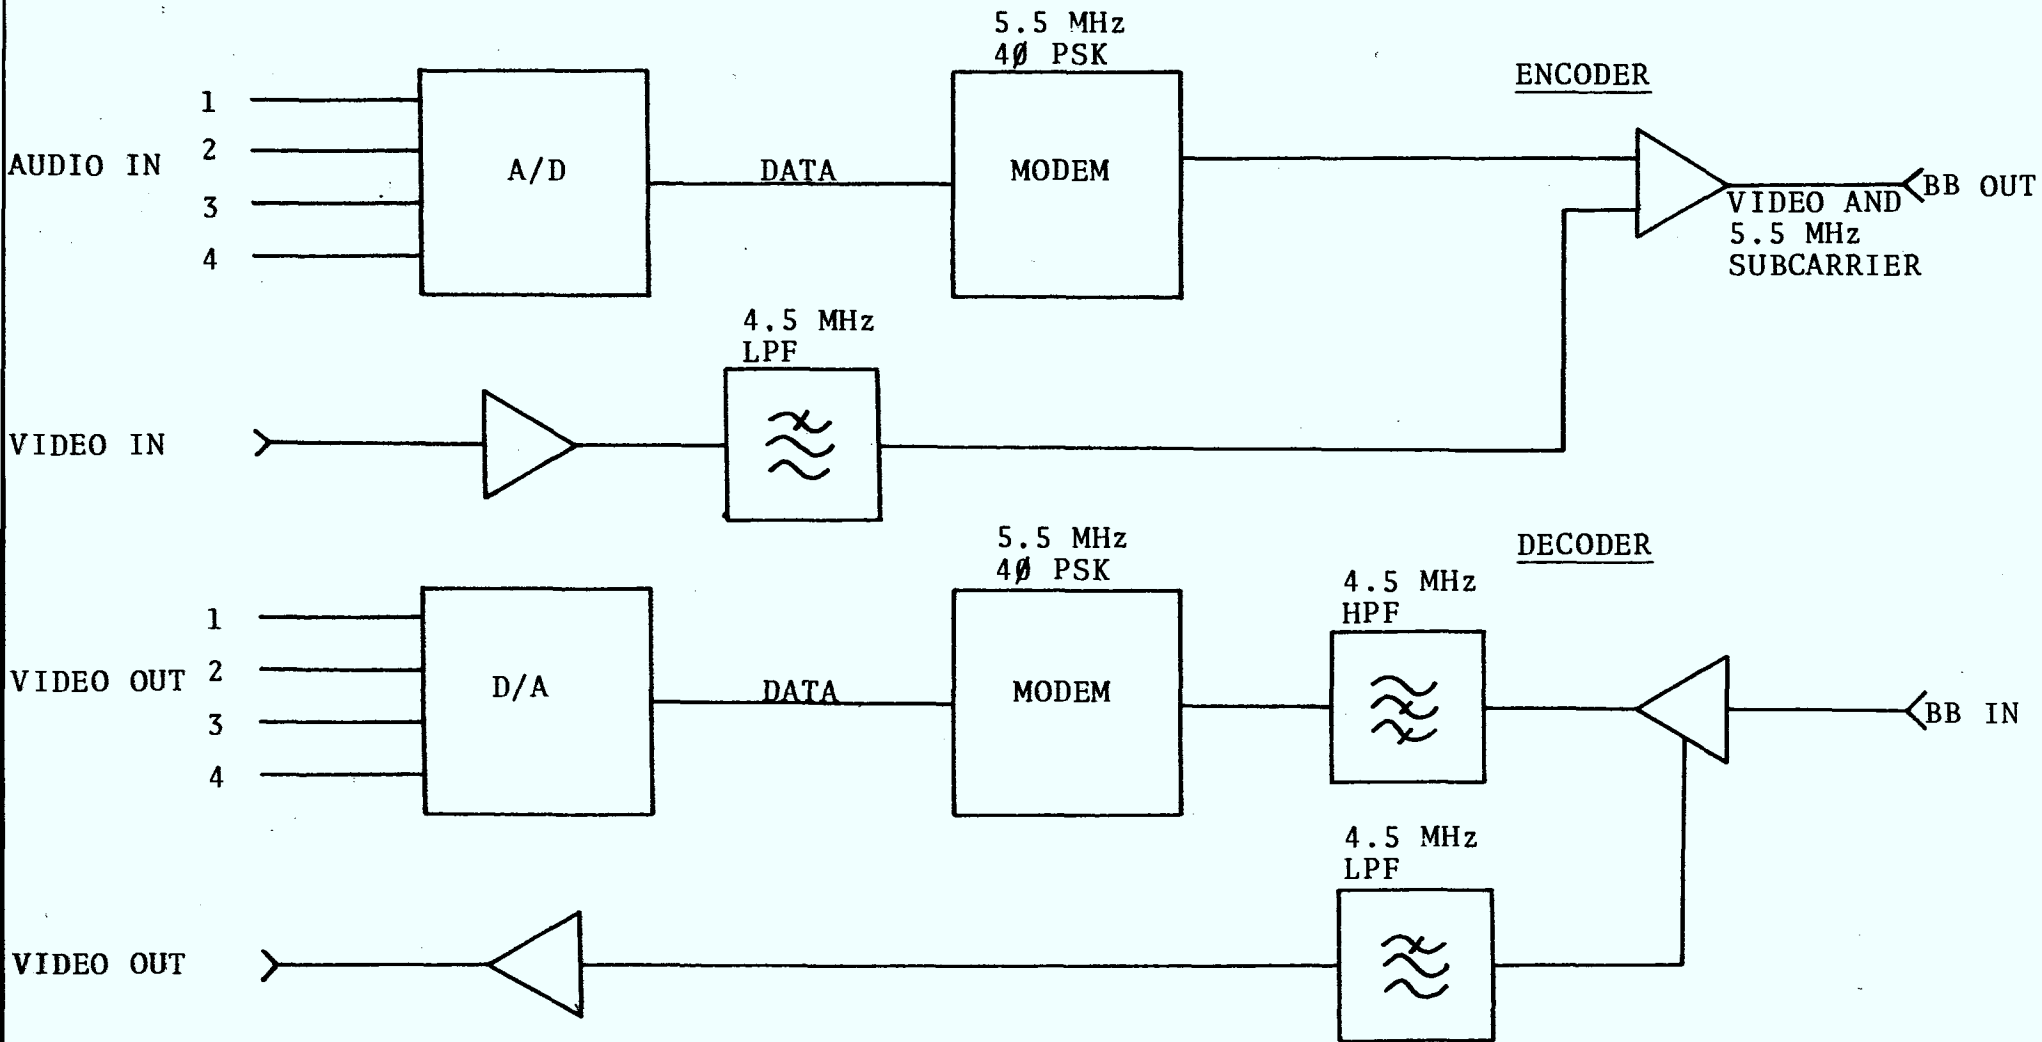 5.5 MHz
4Ø PSK
ENCODER
1
2
3
4
AUDIO IN
A/D
DATA
MODEM
BB OUT
VIDEO AND
5.5 MHz
SUBCARRIER
4.5 MHz
LPF
VIDEO IN
5.5 MHz
4Ø PSK
DECODER
4.5 MHz
HPF
1
2
3
4
VIDEO OUT
D/A
DATA
MODEM
BB IN
4.5 MHz
LPF
VIDEO OUT